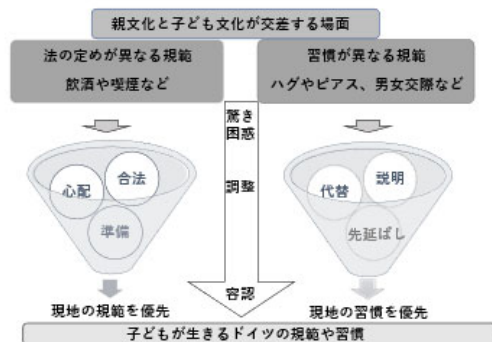 親文化と子ども文化が交差する場面
法の定めが異なる規範
飲酒や喫煙など
習慣が異なる規範
ハグやピアス、男女交際など
驚き
困惑
調整
容認
心配
合法
準備
代替
説明
先延ばし
現地の規範を優先
現地の習慣を優先
子どもが生きるドイツの規範や習慣